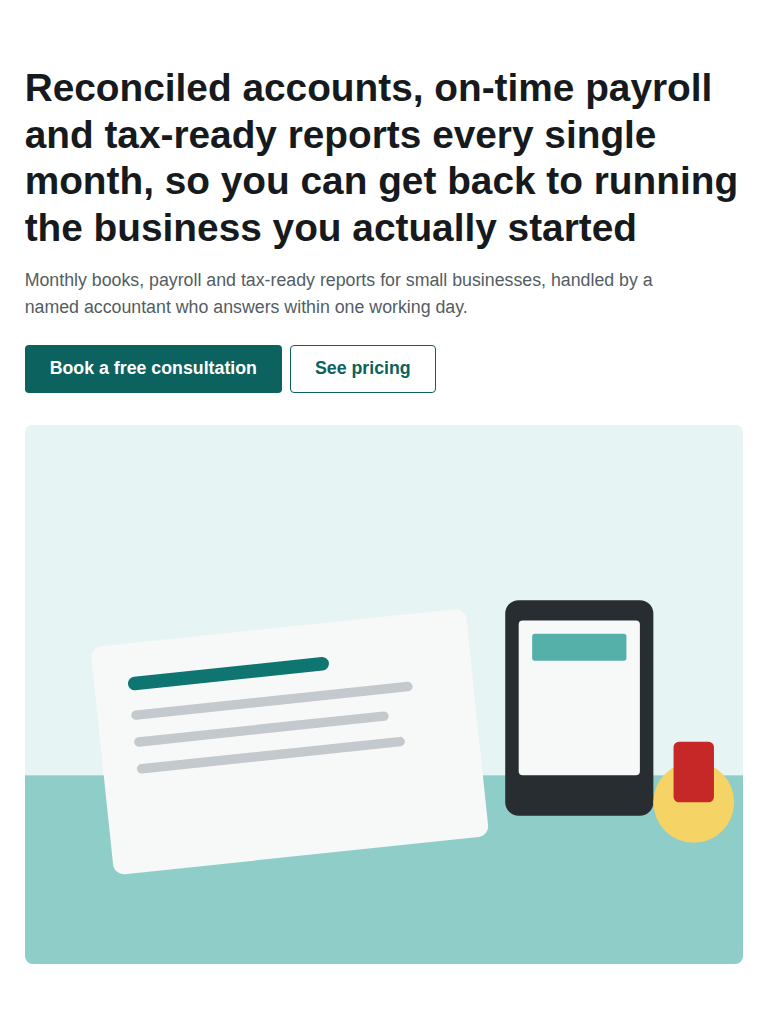 Reconciled accounts, on-time payroll
and tax-ready reports every single
month, so you can get back to running
the business you actually started
Monthly books, payroll and tax-ready reports for small businesses, handled by a
named accountant who answers within one working day.
Book a free consultation
See pricing